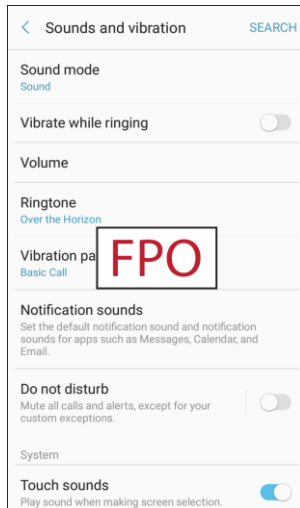 Sounds and vibration SEARCH
Sound mode
Sound
Vibrate while ringing
Volume
Ringtone
Over the Horizon
Vibration pa
FPO
Basic Call
Notification sounds
Set the default notification sound and notification
sounds for apps such as Messages, Calendar, and
Email.
Do not disturb
Mute all calls and alerts, except for your
custom exceptions.
System
Touch sounds
Play sound when making screen selection.